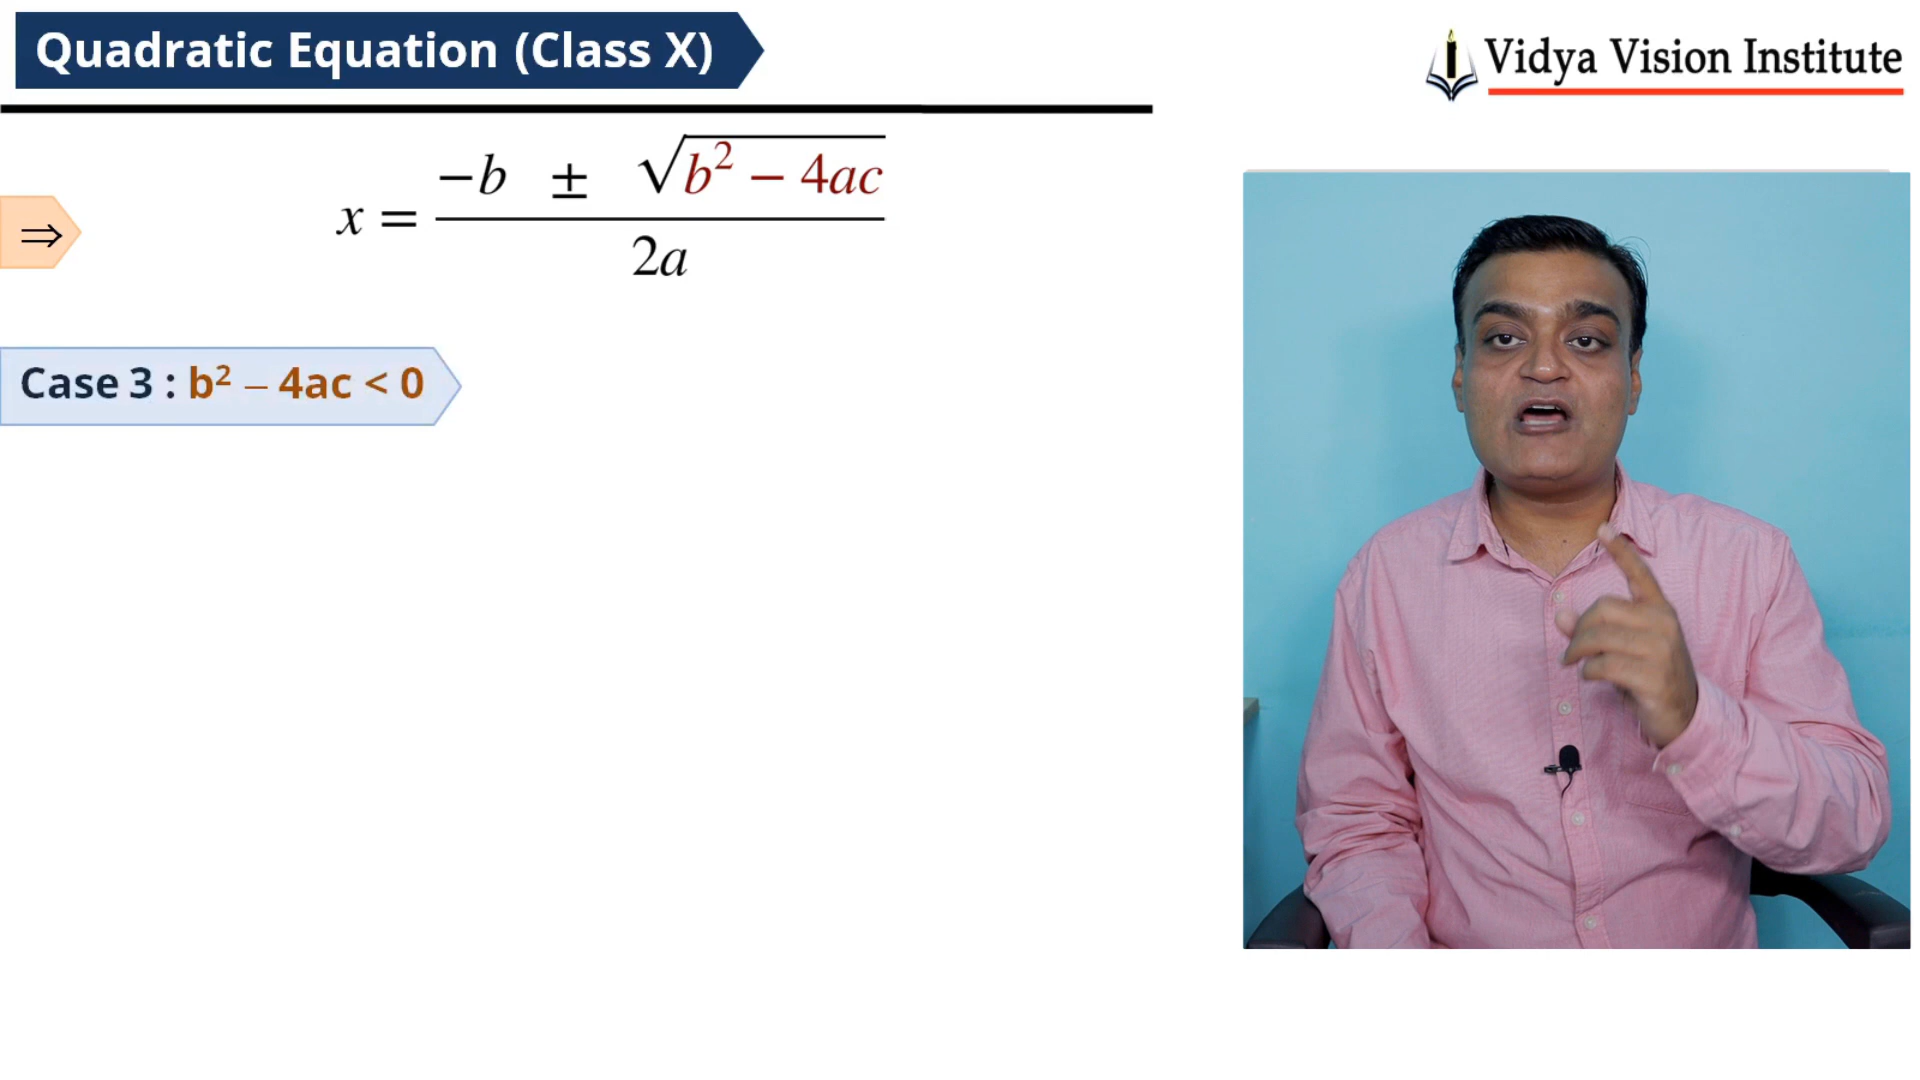 Quadratic Equation (Class X)
Vidya Vision Institute
⇒ x = (−b ± √(b² − 4ac)) / 2a
Case 3 : b² – 4ac < 0